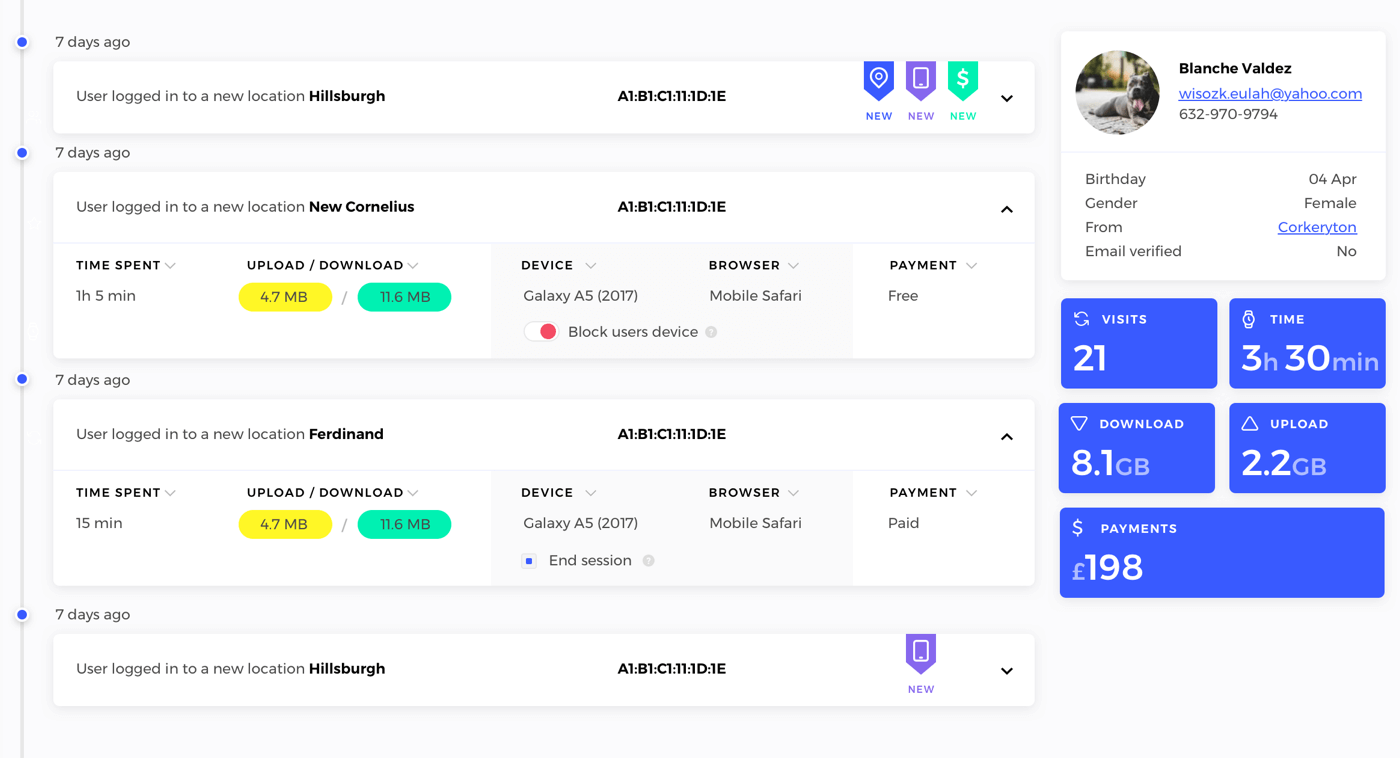 7 days ago
User logged in to a new location Hillsburgh
A1:B1:C1:11:1D:1E
NEW
NEW
NEW
7 days ago
User logged in to a new location New Cornelius
A1:B1:C1:11:1D:1E
TIME SPENT
UPLOAD / DOWNLOAD
DEVICE
BROWSER
PAYMENT
1h 5 min
4.7 MB / 11.6 MB
Galaxy A5 (2017)
Mobile Safari
Free
Block users device ?
7 days ago
User logged in to a new location Ferdinand
A1:B1:C1:11:1D:1E
TIME SPENT
UPLOAD / DOWNLOAD
DEVICE
BROWSER
PAYMENT
15 min
4.7 MB / 11.6 MB
Galaxy A5 (2017)
Mobile Safari
Paid
End session ?
7 days ago
User logged in to a new location Hillsburgh
A1:B1:C1:11:1D:1E
NEW
Blanche Valdez
wisozk.eulah@yahoo.com
632-970-9794
Birthday 04 Apr
Gender Female
From Corkeryton
Email verified No
VISITS
21
TIME
3h 30min
DOWNLOAD
8.1GB
UPLOAD
2.2GB
$ PAYMENTS
£198